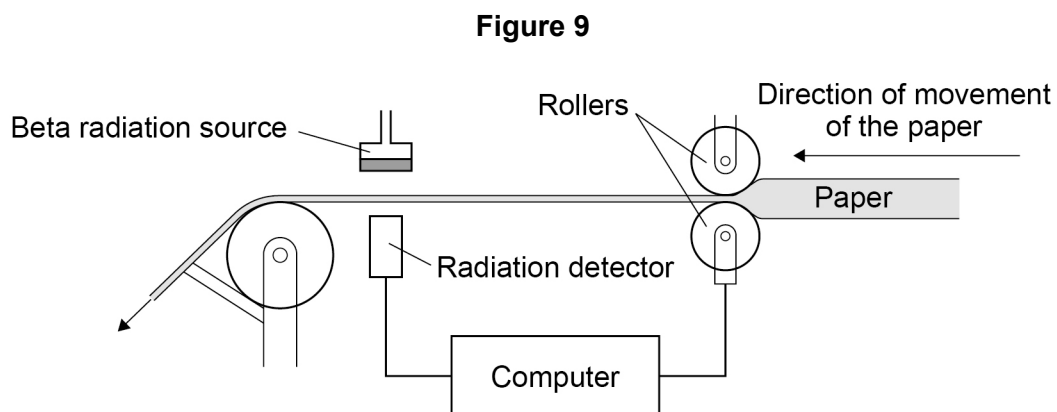 Figure 9
Beta radiation source
Rollers
Direction of movement
of the paper
Paper
Radiation detector
Computer